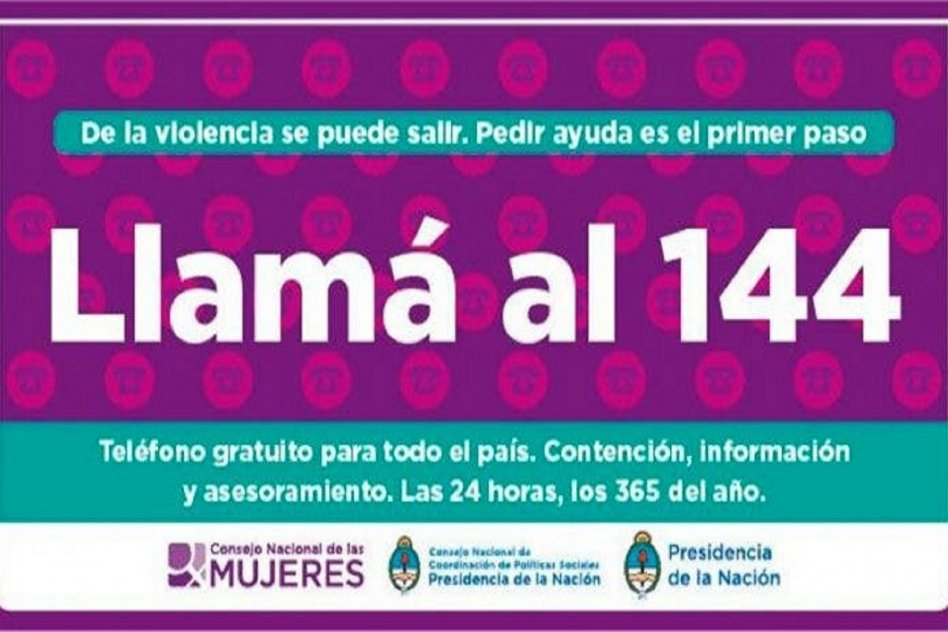 De la violencia se puede salir. Pedir ayuda es el primer paso
Llamá al 144
Teléfono gratuito para todo el país. Contención, información
y asesoramiento. Las 24 horas, los 365 del año.
Consejo Nacional de las
MUJERES
Consejo Nacional de
Coordinación de Políticas Sociales
Presidencia de la Nación
Presidencia
de la Nación